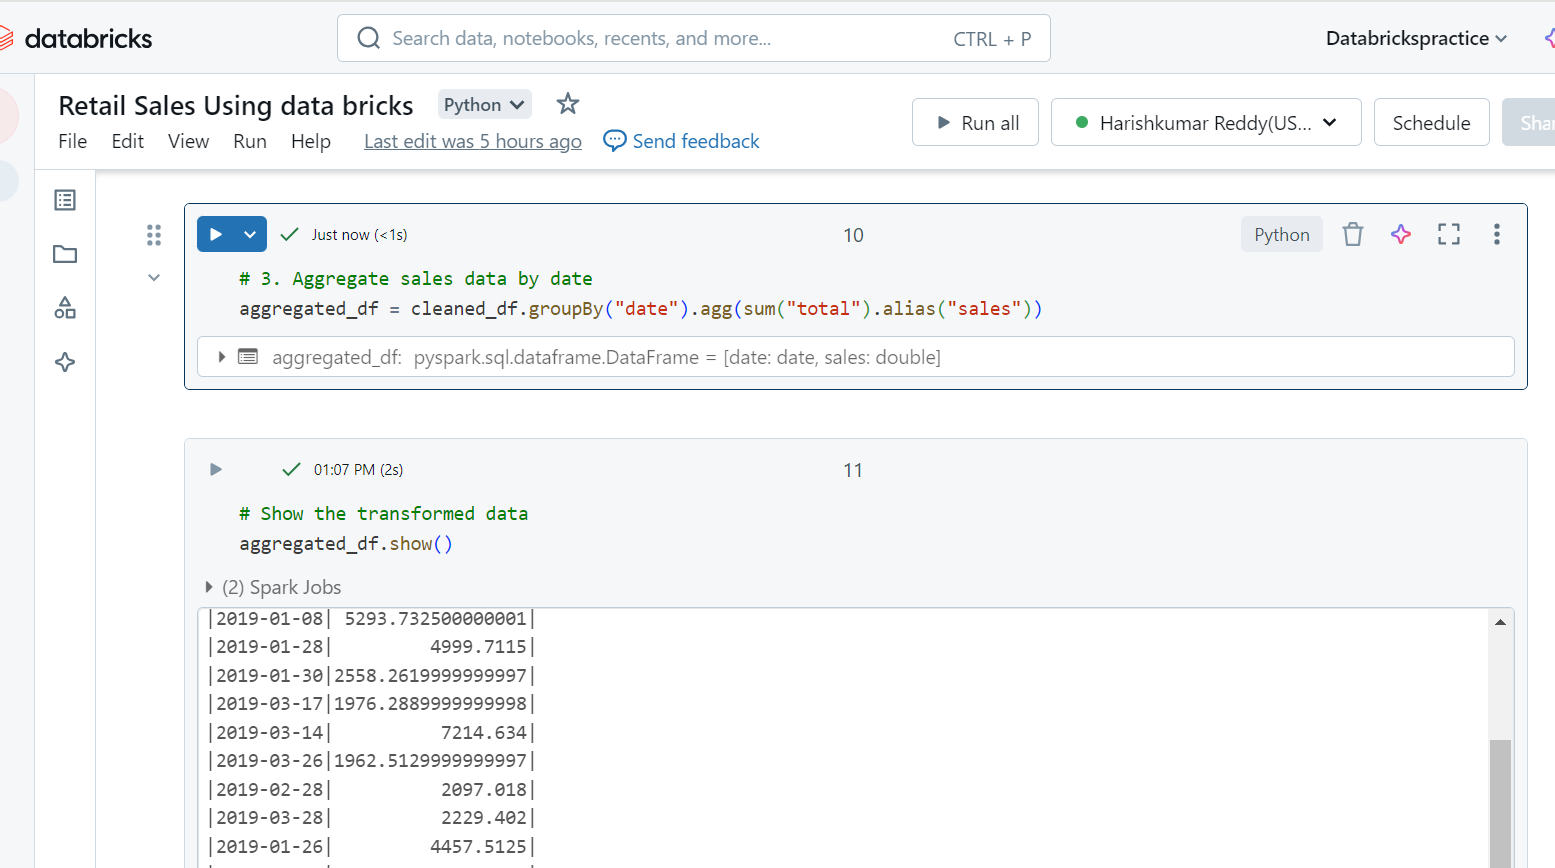 databricks
Search data, notebooks, recents, and more...
CTRL + P
Databrickspractice
Retail Sales Using data bricks
Python
File
Edit
View
Run
Help
Last edit was 5 hours ago
Send feedback
Run all
Harishkumar Reddy(US...
Schedule
Just now (<1s)
10
Python
# 3. Aggregate sales data by date
aggregated_df = cleaned_df.groupBy("date").agg(sum("total").alias("sales"))
aggregated_df: pyspark.sql.dataframe.DataFrame = [date: date, sales: double]
01:07 PM (2s)
11
# Show the transformed data
aggregated_df.show()
(2) Spark Jobs
|2019-01-08| 5293.732500000001|
|2019-01-28| 4999.7115|
|2019-01-30|2558.2619999999997|
|2019-03-17|1976.2889999999998|
|2019-03-14| 7214.634|
|2019-03-26|1962.5129999999997|
|2019-02-28| 2097.018|
|2019-03-28| 2229.402|
|2019-01-26| 4457.5125|